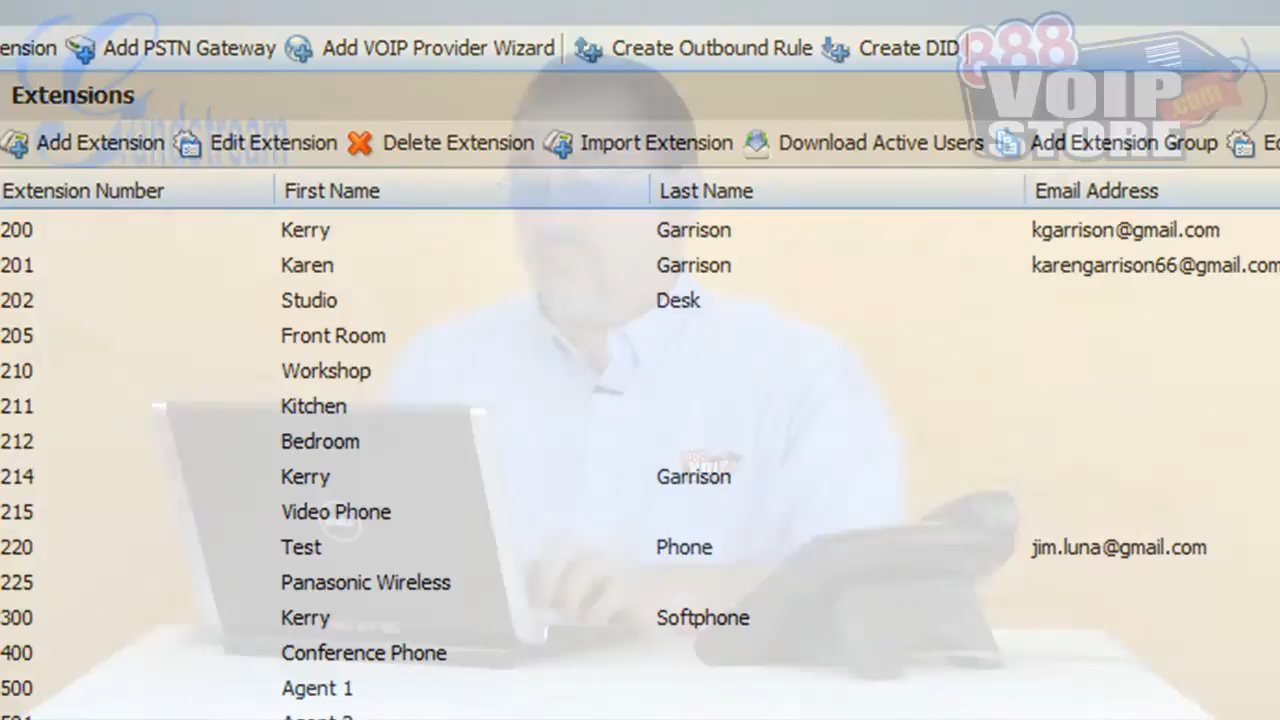 ension Add PSTN Gateway Add VOIP Provider Wizard Create Outbound Rule Create DID
888
VOIP
.com
STORE
Grandstream
Extensions
Add Extension Edit Extension Delete Extension Import Extension Download Active Users Add Extension Group
Extension Number First Name Last Name Email Address
200 Kerry Garrison kgarrison@gmail.com
201 Karen Garrison karengarrison66@gmail.com
202 Studio Desk
205 Front Room
210 Workshop
211 Kitchen
212 Bedroom
214 Kerry Garrison
215 Video Phone
220 Test Phone jim.luna@gmail.com
225 Panasonic Wireless
300 Kerry Softphone
400 Conference Phone
500 Agent 1